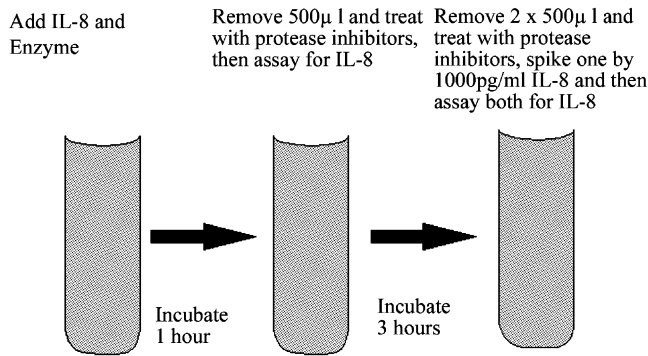 Add IL-8 and
Enzyme
Remove 500μ l and treat
with protease inhibitors,
then assay for IL-8
Remove 2 x 500μ l and
treat with protease
inhibitors, spike one by
1000pg/ml IL-8 and then
assay both for IL-8
Incubate
1 hour
Incubate
3 hours